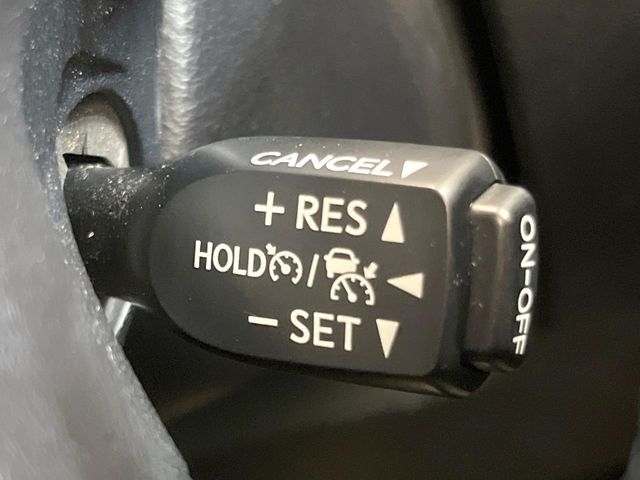 CANCEL▼
+ RES ▲
HOLD / ◀
− SET ▼
ON–OFF